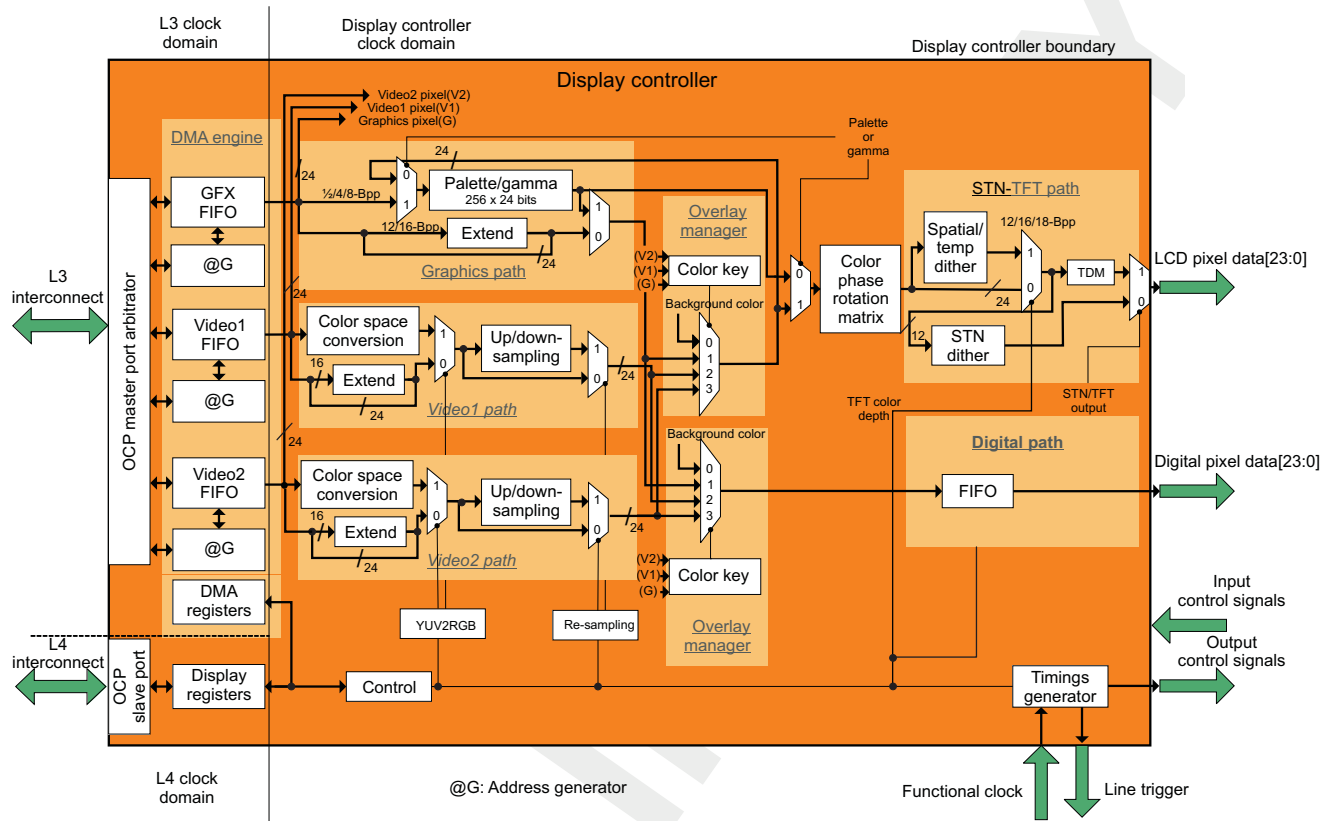 L3 clock
domain
Display controller
clock domain
Display controller boundary
Display controller
Video2 pixel(V2)
Video1 pixel(V1)
Graphics pixel(G)
DMA engine
Palette
or
gamma
24
24
GFX
FIFO
½/4/8-Bpp
0
1
Palette/gamma
256 x 24 bits
1
0
12/16-Bpp
Extend
24
Graphics path
@G
Overlay
manager
(V2)
(V1)
(G)
Color key
Background color
0
1
2
3
0
1
Color
phase
rotation
matrix
STN-TFT path
12/16/18-Bpp
Spatial/
temp
dither
1
0
24
TDM
1
0
12
STN
dither
LCD pixel data[23:0]
L3
interconnect
OCP master port arbitrator
24
Video1
FIFO
Color space
conversion
1
0
Up/down-
sampling
1
0
24
16
Extend
24
Video1 path
@G
TFT color
depth
STN/TFT
output
24
Video2
FIFO
Color space
conversion
1
0
Up/down-
sampling
1
0
24
16
Extend
24
Video2 path
@G
Background color
0
1
2
3
(V2)
(V1)
(G)
Color key
Overlay
manager
Digital path
FIFO
Digital pixel data[23:0]
DMA
registers
YUV2RGB
Re-sampling
Input
control signals
Output
control signals
L4
interconnect
OCP
slave port
Display
registers
Control
Timings
generator
L4 clock
domain
@G: Address generator
Functional clock
Line trigger